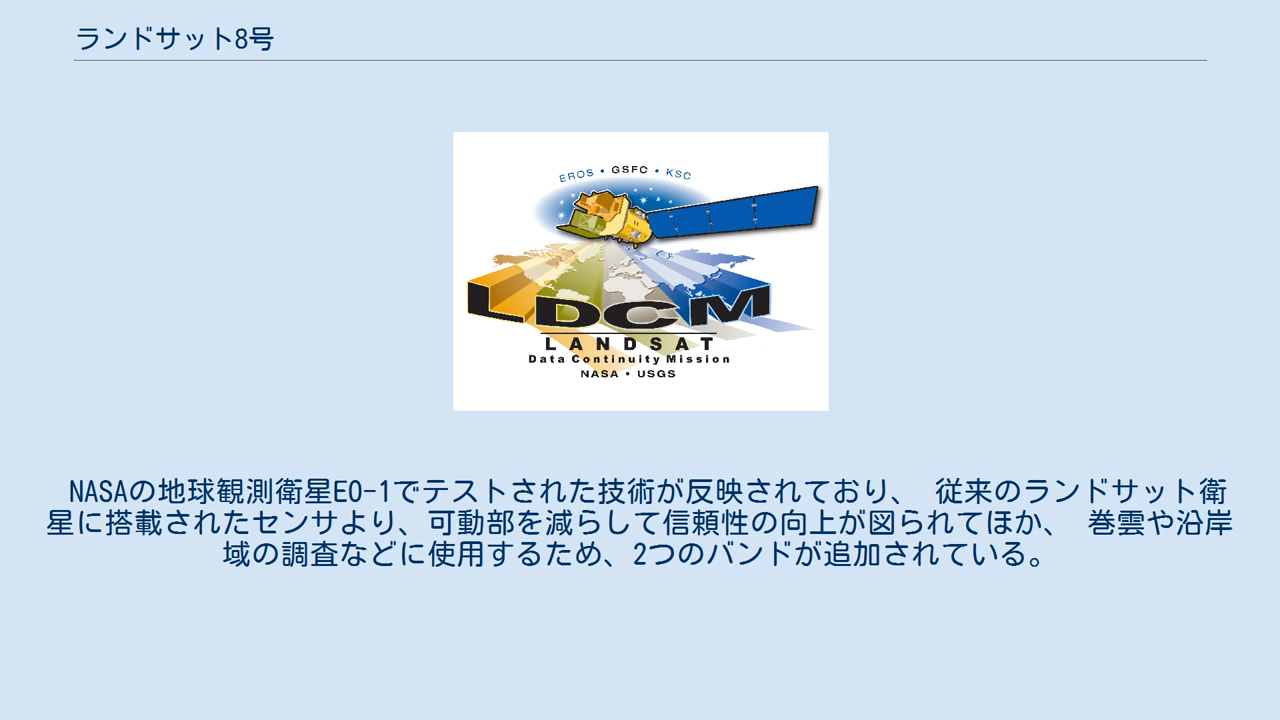 ランドサット8号
EROS • GSFC • KSC
LDCM
LANDSAT
Data Continuity Mission
NASA • USGS
NASAの地球観測衛星EO-1でテストされた技術が反映されており、 従来のランドサット衛
星に搭載されたセンサより、可動部を減らして信頼性の向上が図られてほか、 巻雲や沿岸
域の調査などに使用するため、2つのバンドが追加されている。